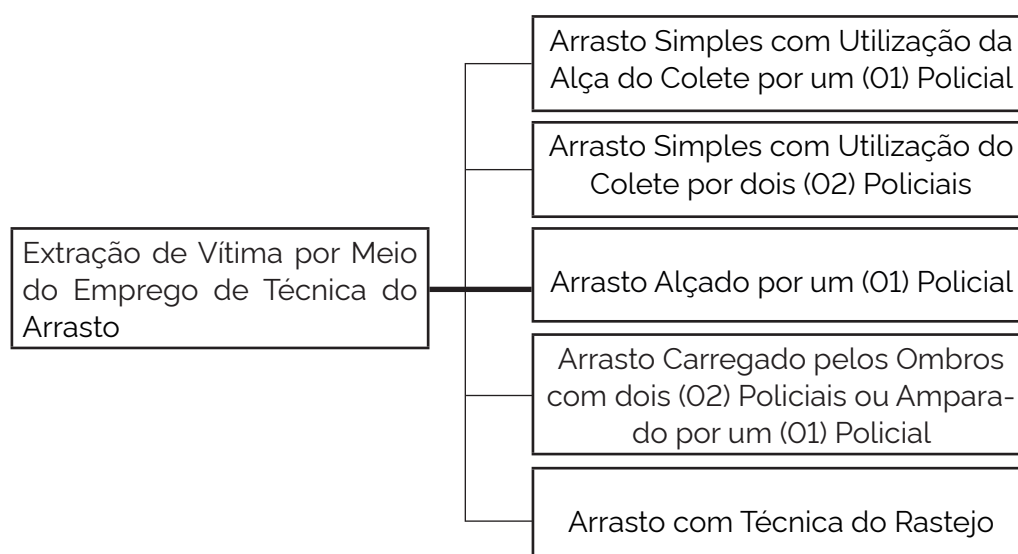 Extração de Vítima por Meio
do Emprego de Técnica do
Arrasto
Arrasto Simples com Utilização da
Alça do Colete por um (01) Policial
Arrasto Simples com Utilização do
Colete por dois (02) Policiais
Arrasto Alçado por um (01) Policial
Arrasto Carregado pelos Ombros
com dois (02) Policiais ou Ampara-
do por um (01) Policial
Arrasto com Técnica do Rastejo